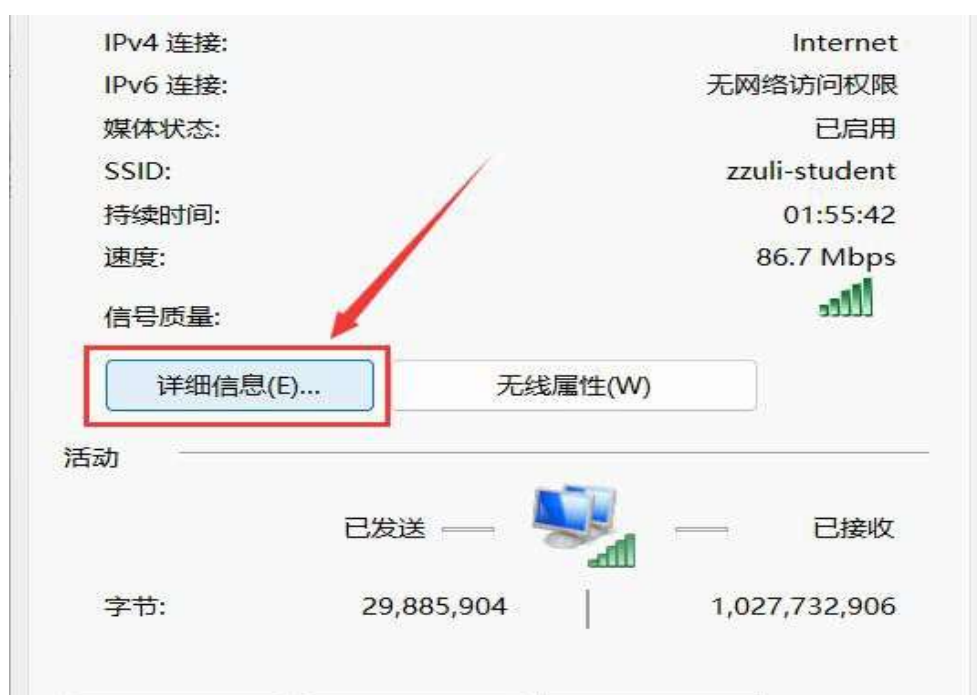 IPv4 连接: Internet
IPv6 连接: 无网络访问权限
媒体状态: 已启用
SSID: zzuli-student
持续时间: 01:55:42
速度: 86.7 Mbps
信号质量:
详细信息(E)... 无线属性(W)
活动
已发送 已接收
字节: 29,885,904 1,027,732,906